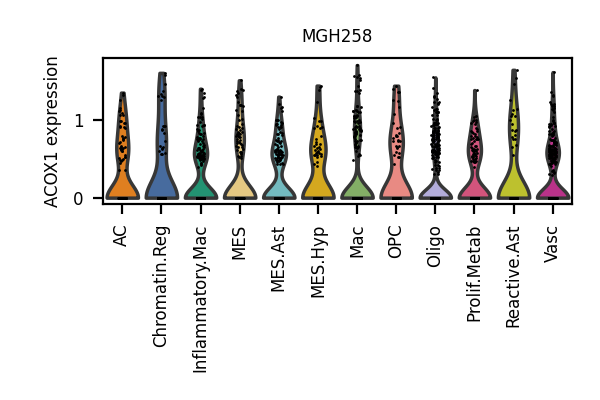 MGH258
ACOX1 expression
1
0
AC
Chromatin.Reg
Inflammatory.Mac
MES
MES.Ast
MES.Hyp
Mac
OPC
Oligo
Prolif.Metab
Reactive.Ast
Vasc